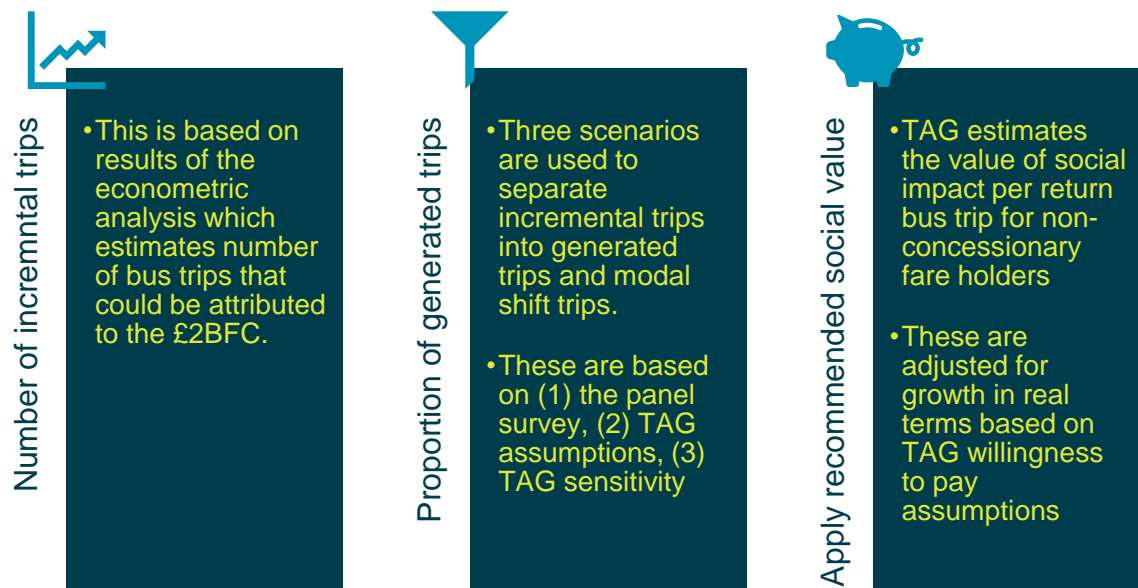 Number of incremntal trips
•This is based on
results of the
econometric
analysis which
estimates number
of bus trips that
could be attributed
to the £2BFC.
Proportion of generated trips
•Three scenarios
are used to
separate
incremental trips
into generated
trips and modal
shift trips.
•These are based
on (1) the panel
survey, (2) TAG
assumptions, (3)
TAG sensitivity
Apply recommended social value
•TAG estimates
the value of social
impact per return
bus trip for non-
concessionary
fare holders
•These are
adjusted for
growth in real
terms based on
TAG willingness
to pay
assumptions